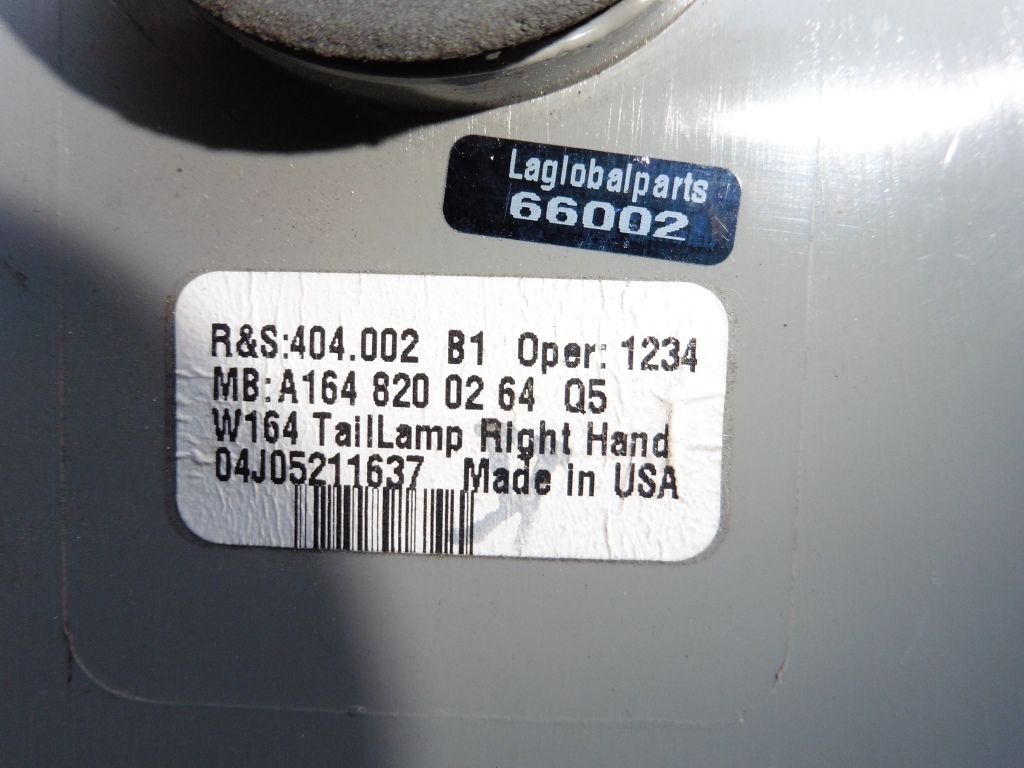 Laglobalparts
66002
R&S:404.002 B1 Oper: 1234
MB: A164 820 02 64 Q5
W164 TailLamp Right Hand
04J05211637 Made in USA